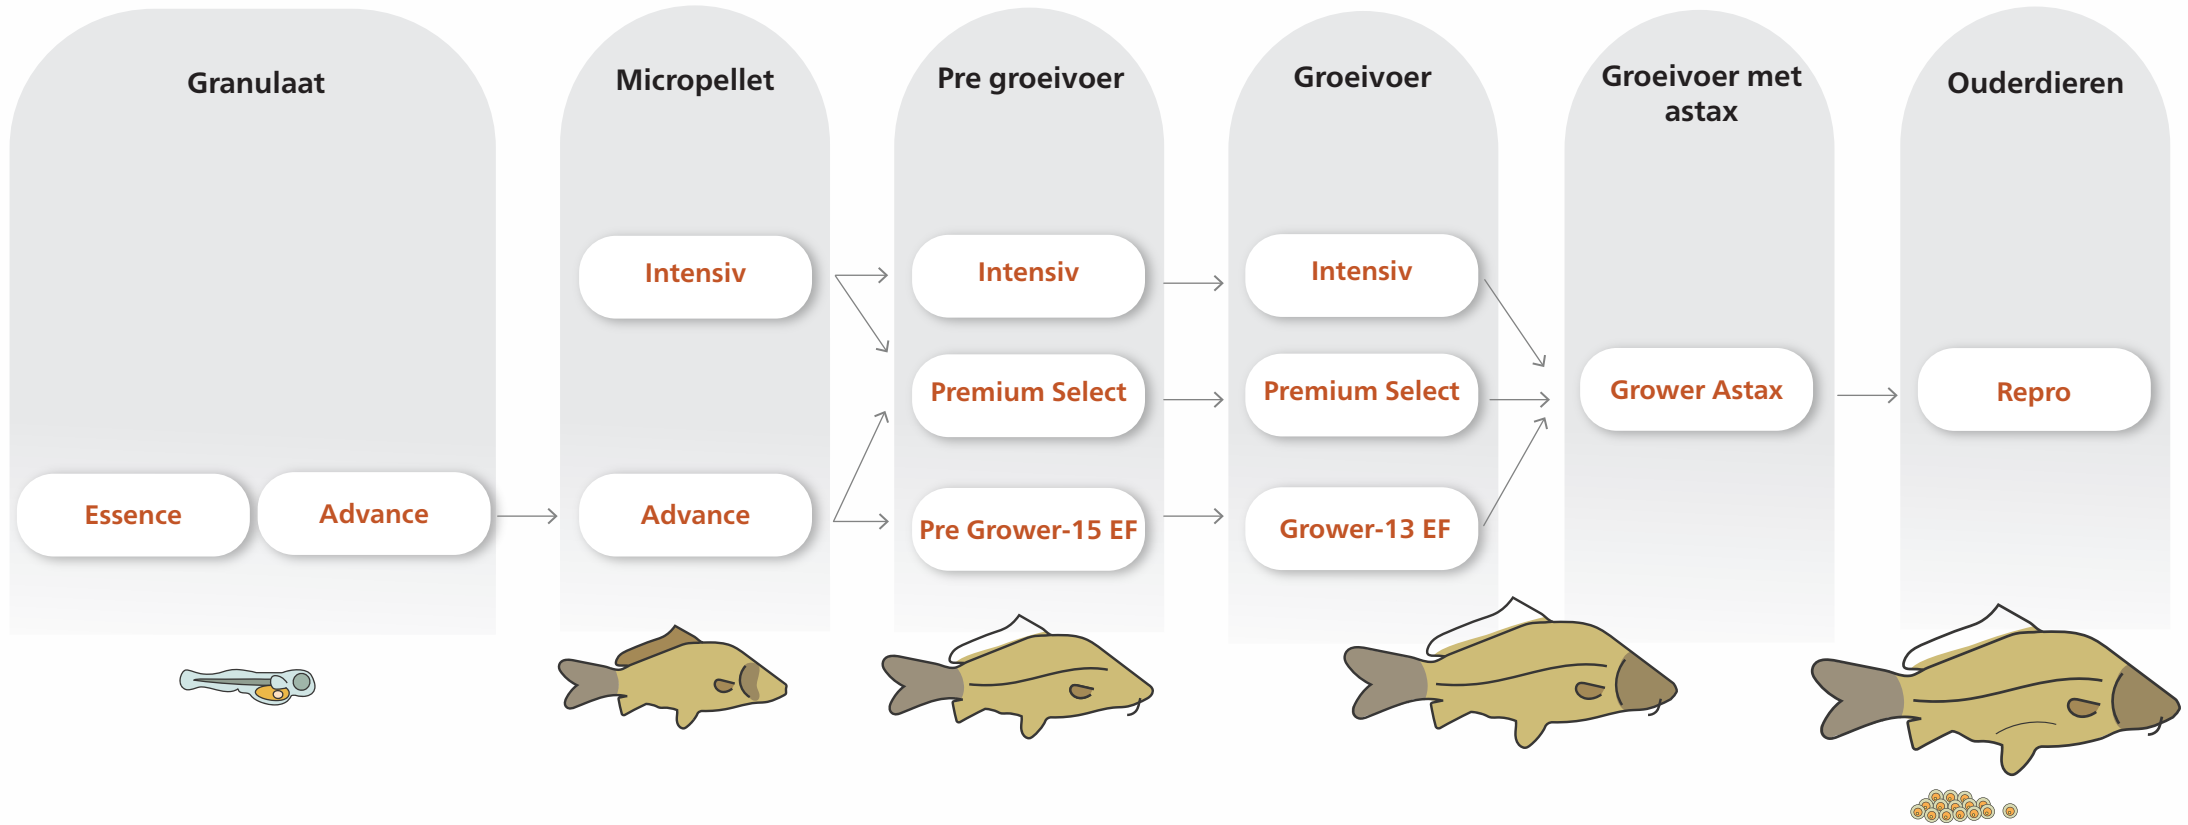 Granulaat
Micropellet
Pre groeivoer
Groeivoer
Groeivoer met
astax
Ouderdieren
Intensiv
Intensiv
Intensiv
Premium Select
Premium Select
Grower Astax
Repro
Essence
Advance
Advance
Pre Grower-15 EF
Grower-13 EF